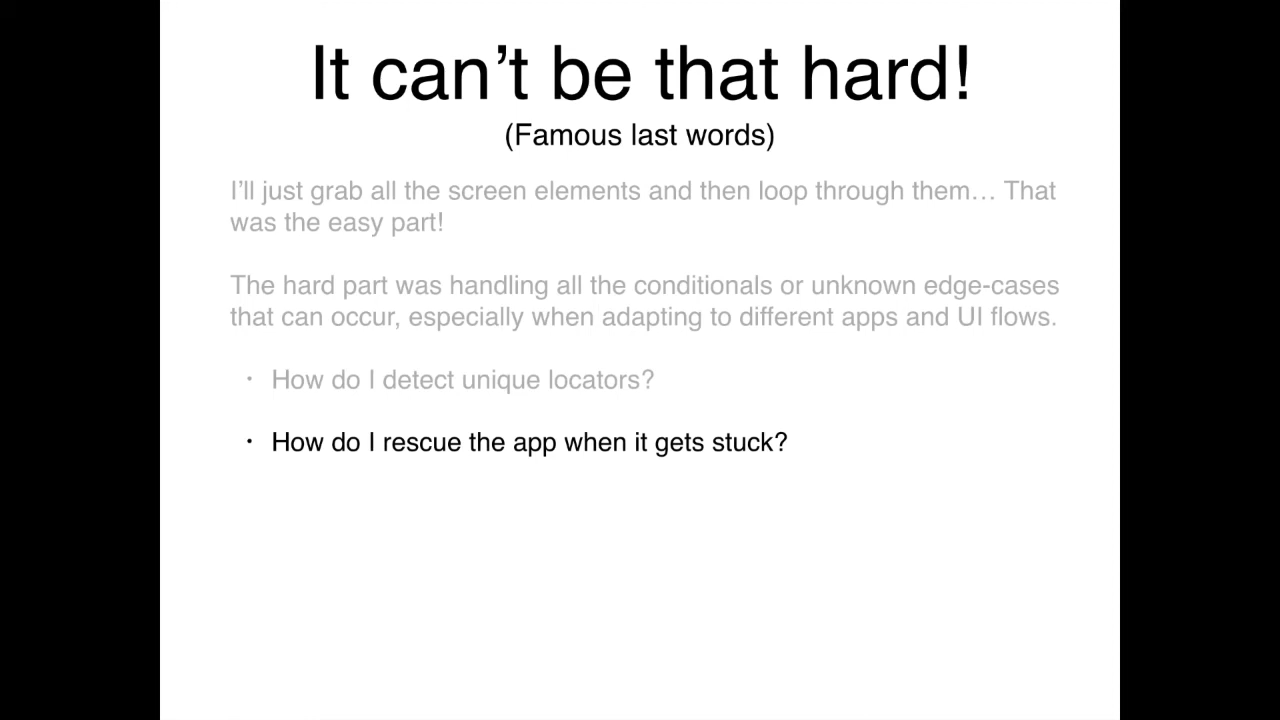 It can’t be that hard!
(Famous last words)
I’ll just grab all the screen elements and then loop through them… That
was the easy part!
The hard part was handling all the conditionals or unknown edge-cases
that can occur, especially when adapting to different apps and UI flows.
• How do I detect unique locators?
• How do I rescue the app when it gets stuck?